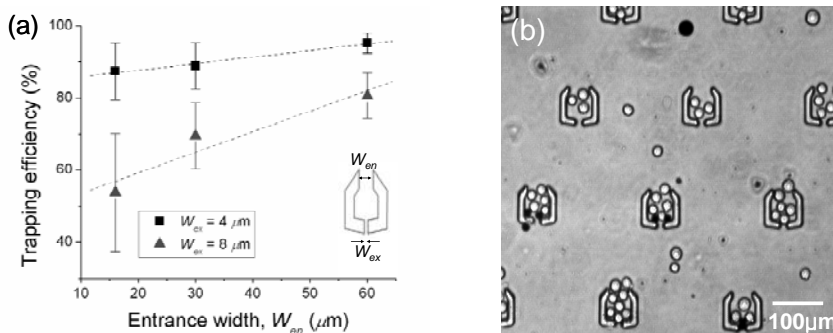 (a)
100
80
60
40
Trapping efficiency (%)
W_en
W_ex
W_ex = 4 μm
W_ex = 8 μm
10 20 30 40 50 60
Entrance width, W_en (μm)
(b)
100μm